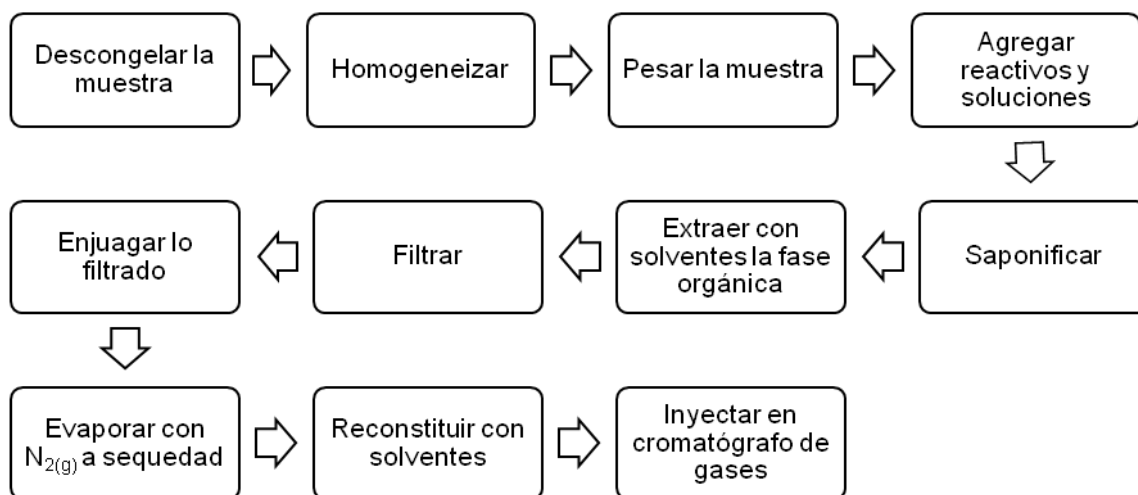 Descongelar la
muestra
Homogeneizar
Pesar la muestra
Agregar
reactivos y
soluciones
Saponificar
Extraer con
solventes la fase
orgánica
Filtrar
Enjuagar lo
filtrado
Evaporar con
N2(g) a sequedad
Reconstituir con
solventes
Inyectar en
cromatógrafo de
gases